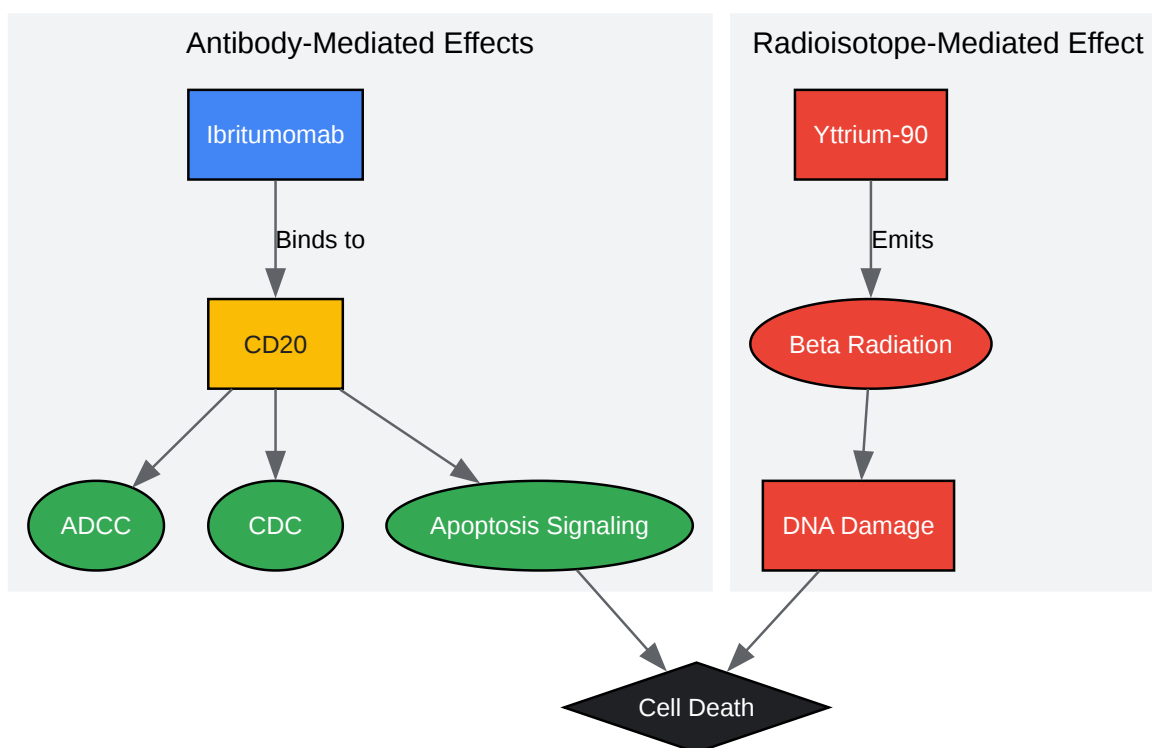 Antibody-Mediated Effects
Radioisotope-Mediated Effect
Ibritumomab
Yttrium-90
Binds to
Emits
CD20
Beta Radiation
ADCC
CDC
Apoptosis Signaling
DNA Damage
Cell Death